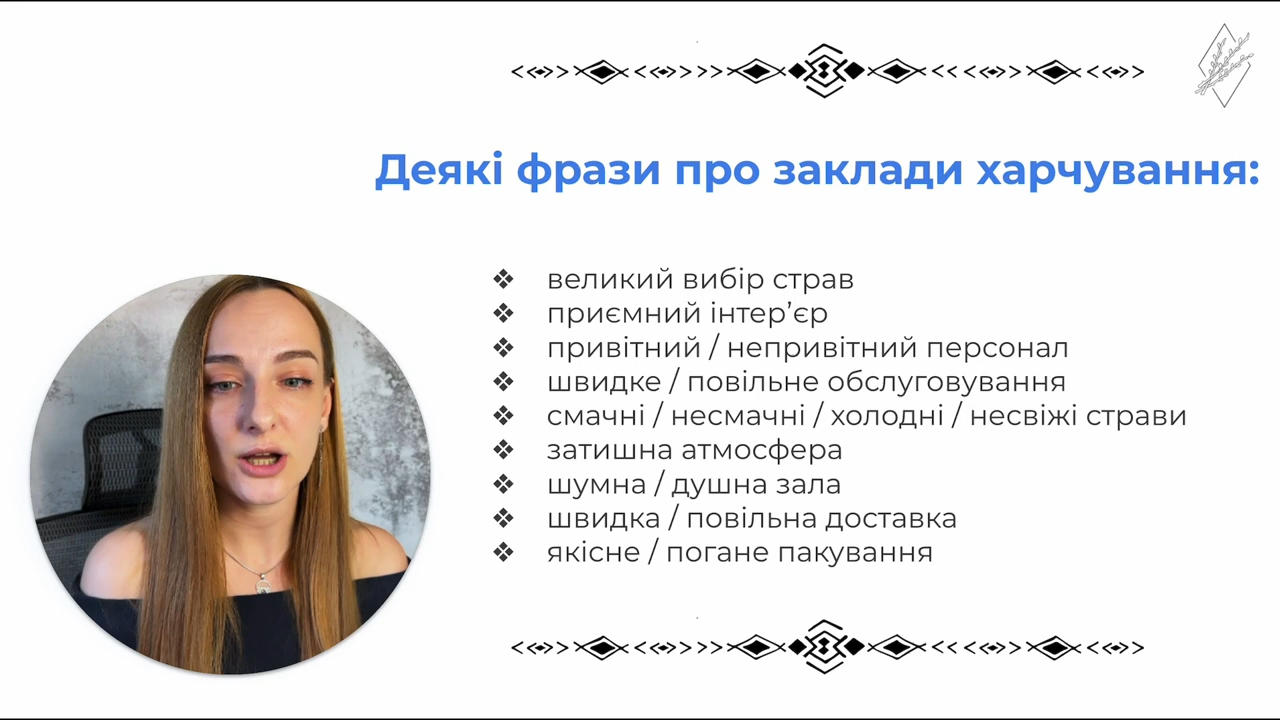 Деякі фрази про заклади харчування:
❖ великий вибір страв
❖ приємний інтер’єр
❖ привітний / непривітний персонал
❖ швидке / повільне обслуговування
❖ смачні / несмачні / холодні / несвіжі страви
❖ затишна атмосфера
❖ шумна / душна зала
❖ швидка / повільна доставка
❖ якісне / погане пакування